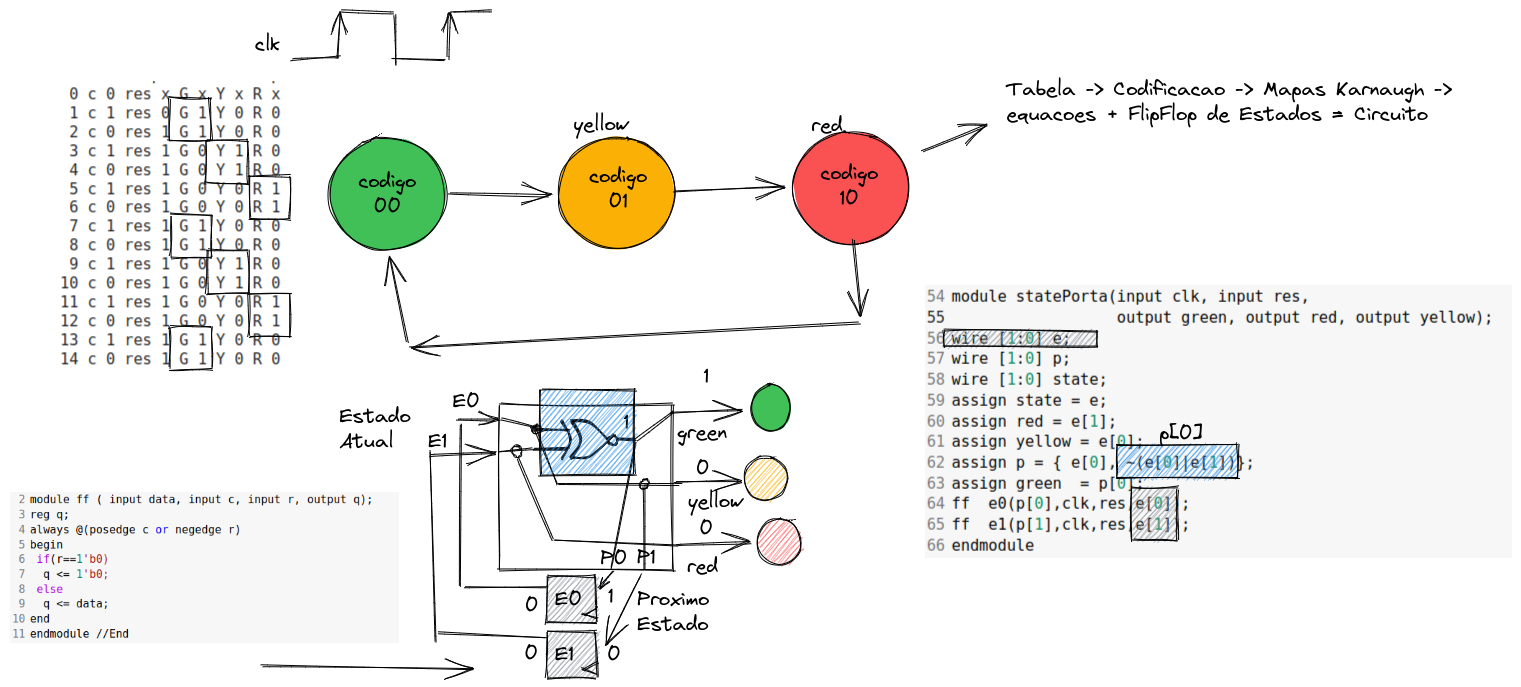 clk
0 c 0 res x G x Y x R x
1 c 1 res 0 G 1 Y 0 R 0
2 c 0 res 1 G 1 Y 0 R 0
3 c 1 res 1 G 0 Y 1 R 0
4 c 0 res 1 G 0 Y 1 R 0
5 c 1 res 1 G 0 Y 0 R 1
6 c 0 res 1 G 0 Y 0 R 1
7 c 1 res 1 G 1 Y 0 R 0
8 c 0 res 1 G 1 Y 0 R 0
9 c 1 res 1 G 0 Y 1 R 0
10 c 0 res 1 G 0 Y 1 R 0
11 c 1 res 1 G 0 Y 0 R 1
12 c 0 res 1 G 0 Y 0 R 1
13 c 1 res 1 G 1 Y 0 R 0
14 c 0 res 1 G 1 Y 0 R 0
codigo
00
yellow
codigo
01
red
codigo
10
Tabela -> Codificacao -> Mapas Karnaugh ->
equacoes + FlipFlop de Estados = Circuito
54 module statePorta(input clk, input res,
55 output green, output red, output yellow);
56 wire [1:0] e;
57 wire [1:0] p;
58 wire [1:0] state;
59 assign state = e;
60 assign red = e[1];
61 assign yellow = e[0];
p[0]
62 assign p = { e[0], ~(e[0]|e[1])};
63 assign green = p[0];
64 ff e0(p[0],clk,res,e[0]);
65 ff e1(p[1],clk,res,e[1]);
66 endmodule
Estado
Atual
E0
E1
1
1
green
0
yellow
0
red
P0 P1
0 E0 1
0 E1 0
Proximo
Estado
2 module ff ( input data, input c, input r, output q);
3 reg q;
4 always @(posedge c or negedge r)
5 begin
6 if(r==1'b0)
7 q <= 1'b0;
8 else
9 q <= data;
10 end
11 endmodule //End